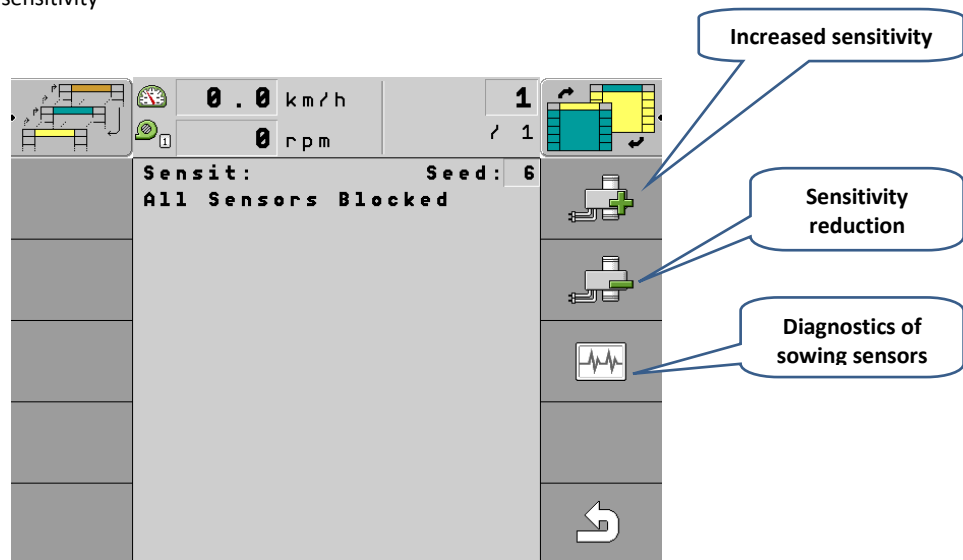 sensitivity
Increased sensitivity
0.0 km/h
1
1
0 rpm
/ 1
Sensit: Seed: 6
All Sensors Blocked
Sensitivity
reduction
Diagnostics of
sowing sensors